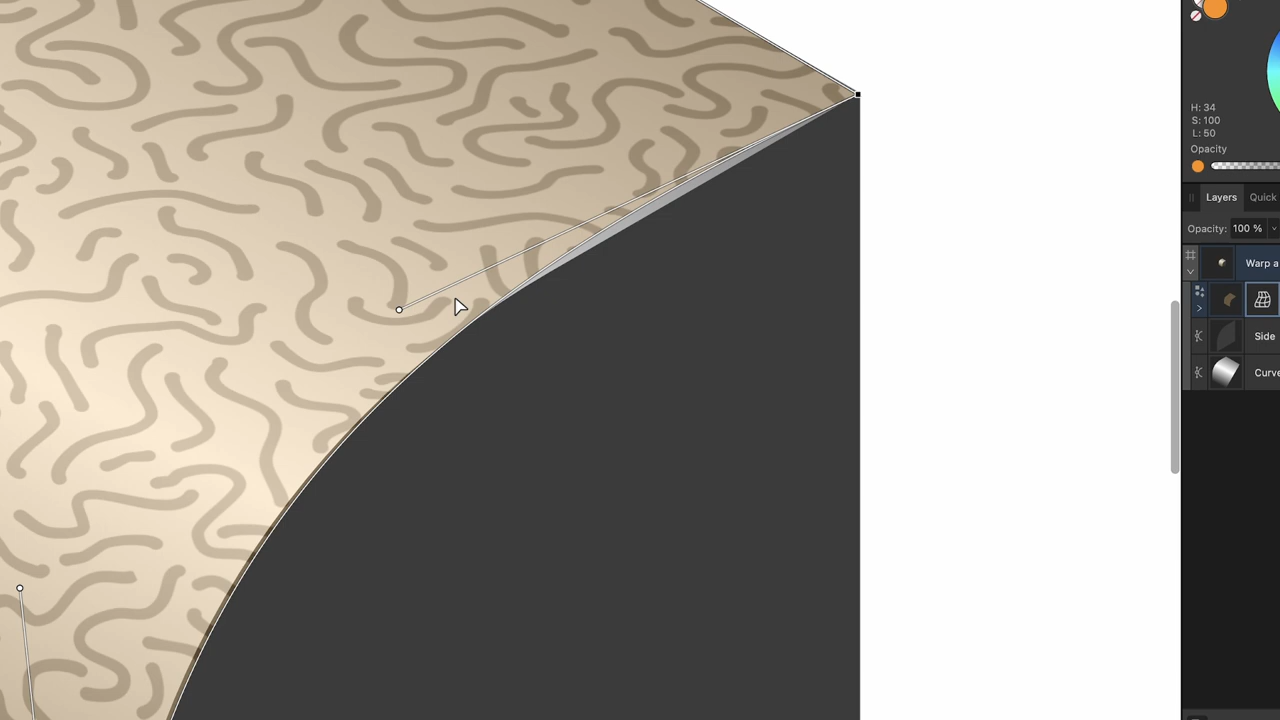 H: 34
S: 100
L: 50
Opacity
Layers Quick
Opacity: 100 %
Warp a
Side
Curve